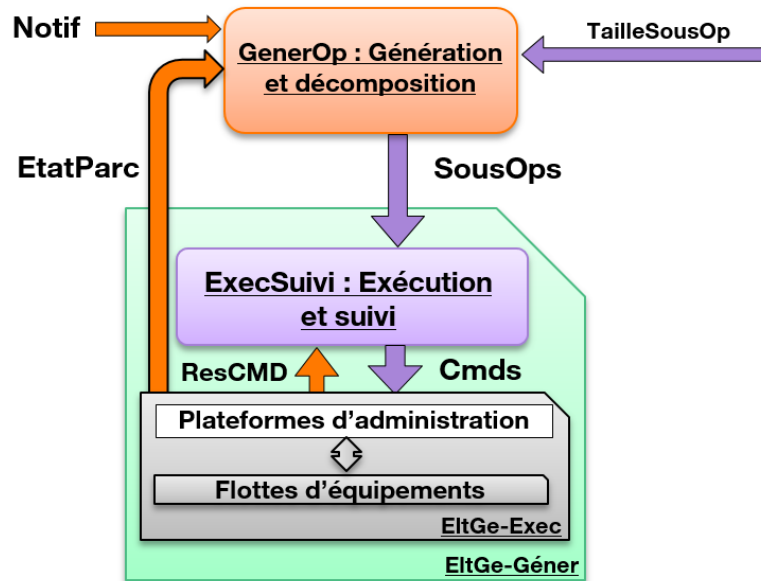 Notif
GenerOp : Génération
et décomposition
TailleSousOp
EtatParc
SousOps
ExecSuivi : Exécution
et suivi
ResCMD
Cmds
Plateformes d’administration
Flottes d’équipements
EltGe-Exec
EltGe-Géner